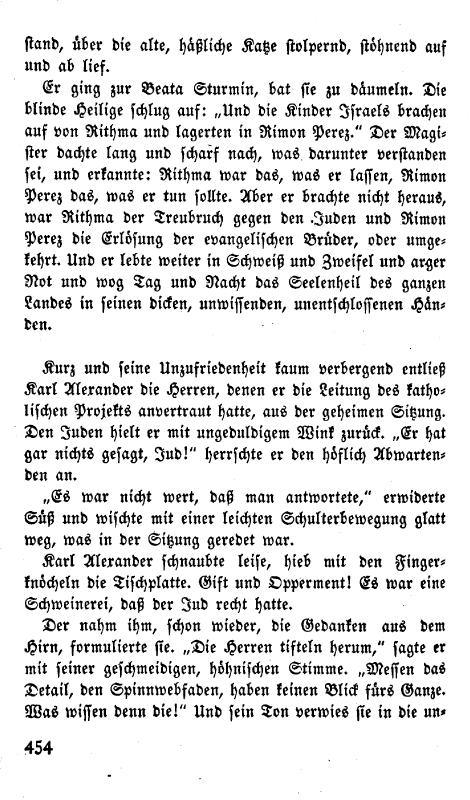 stand, über die alte, häßliche Katze stolpernd, stöhnend auf
und ab lief.
Er ging zur Beata Sturmin, bat sie zu däumeln. Die
blinde Heilige schlug auf: „Und die Kinder Israels brachen
auf von Rithma und lagerten in Rimon Perez.“ Der Magi-
ster dachte lang und scharf nach, was darunter verstanden
sei, und erkannte: Rithma war das, was er lassen, Rimon
Perez das, was er tun sollte. Aber er brachte nicht heraus,
war Rithma der Treubruch gegen den Juden und Rimon
Perez die Erlösung der evangelischen Brüder, oder umge-
kehrt. Und er lebte weiter in Schweiß und Zweifel und arger
Not und wog Tag und Nacht das Seelenheil des ganzen
Landes in seinen dicken, unwissenden, unentschlossenen Hän-
den.
Kurz und seine Unzufriedenheit kaum verbergend entließ
Karl Alexander die Herren, denen er die Leitung des katho-
lischen Projekts anvertraut hatte, aus der geheimen Sitzung.
Den Juden hielt er mit ungeduldigem Wink zurück. „Er hat
gar nichts gesagt, Jud!“ herrschte er den höflich Abwarten-
den an.
„Es war nicht wert, daß man antwortete,“ erwiderte
Süß und wischte mit einer leichten Schulterbewegung glatt
weg, was in der Sitzung geredet war.
Karl Alexander schnaubte leise, hieb mit den Finger-
knöcheln die Tischplatte. Gift und Opperment! Es war eine
Schweinerei, daß der Jud recht hatte.
Der nahm ihm, schon wieder, die Gedanken aus dem
Hirn, formulierte sie. „Die Herren tifteln herum,“ sagte er
mit seiner geschmeidigen, höhnischen Stimme. „Messen das
Detail, den Spinnwebfaden, haben keinen Blick fürs Ganze.
Was wissen denn die!“ Und sein Ton verwies sie in die un-
454